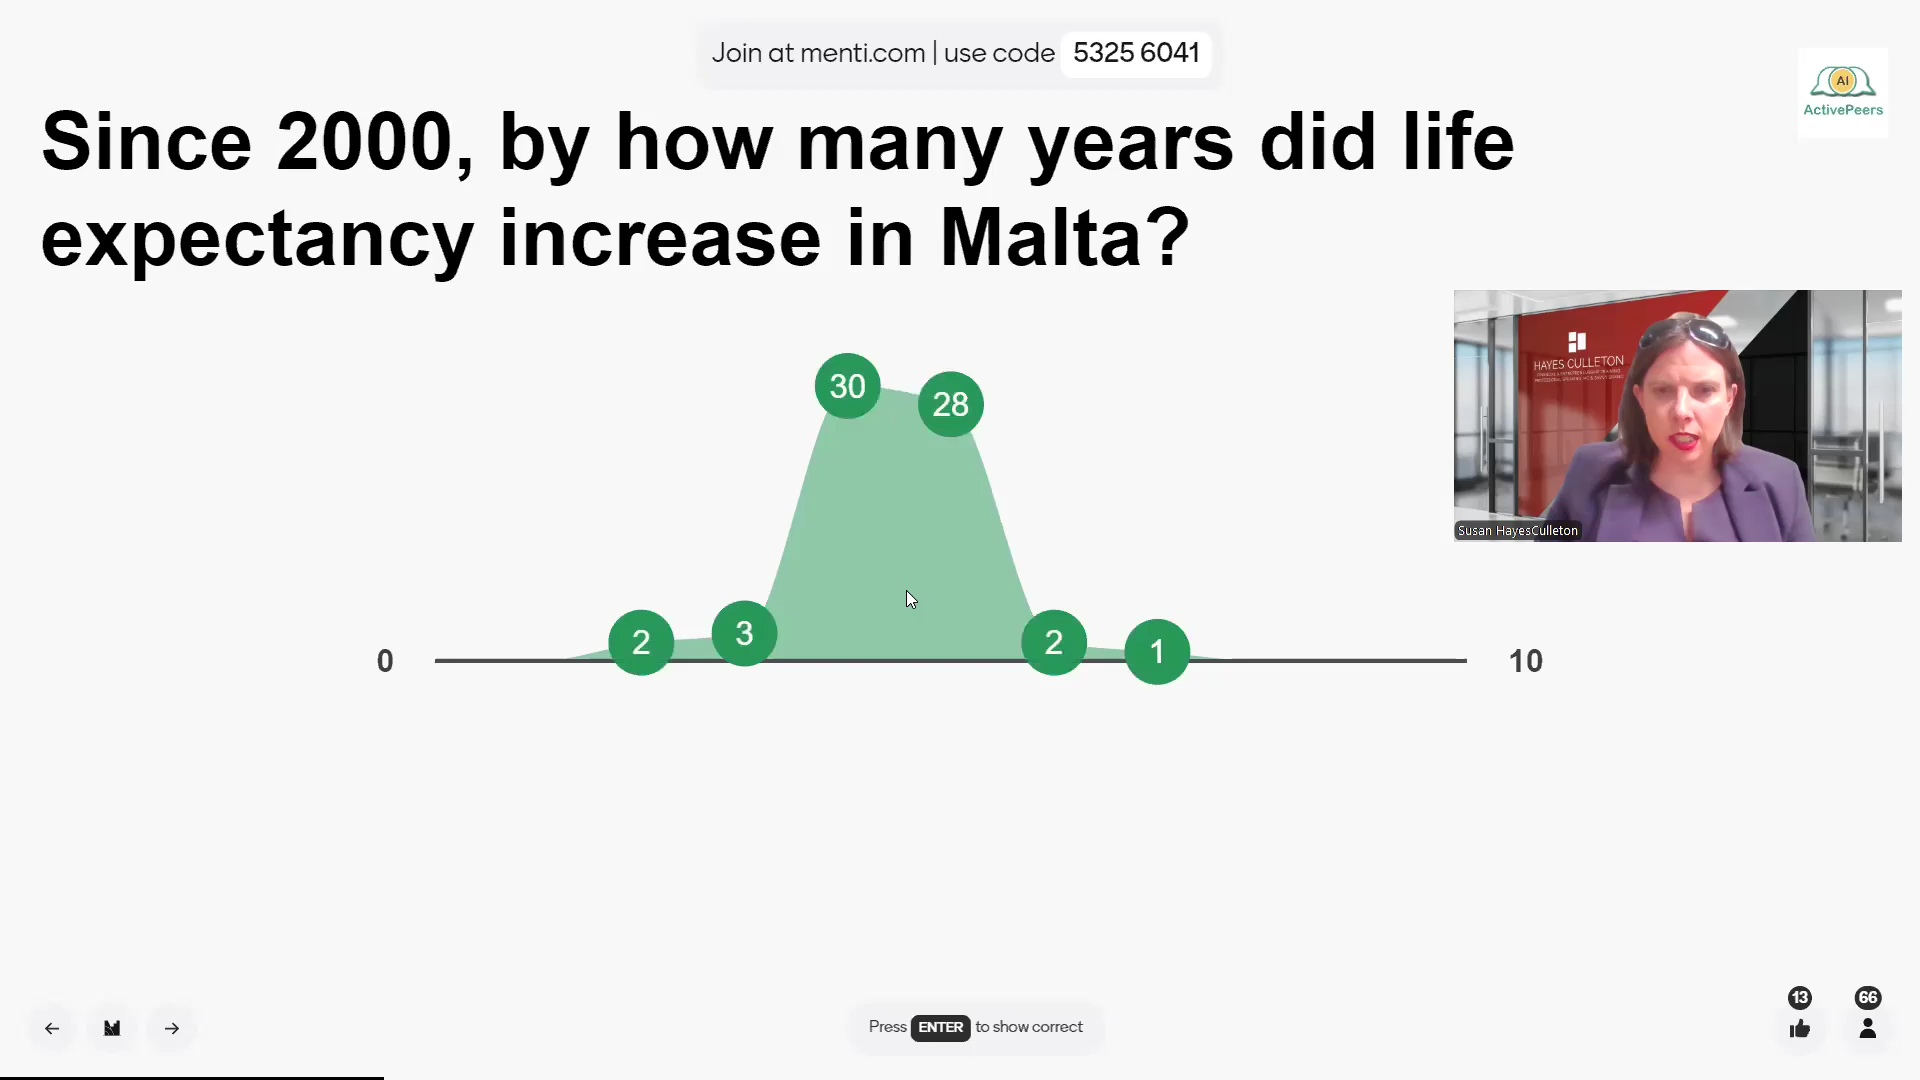 Join at menti.com | use code 5325 6041
AI
ActivePeers
Since 2000, by how many years did life
expectancy increase in Malta?
HAYES CULLETON
30
28
2
3
2
1
0
10
Susan HayesCulleton
Press ENTER to show correct
13
66